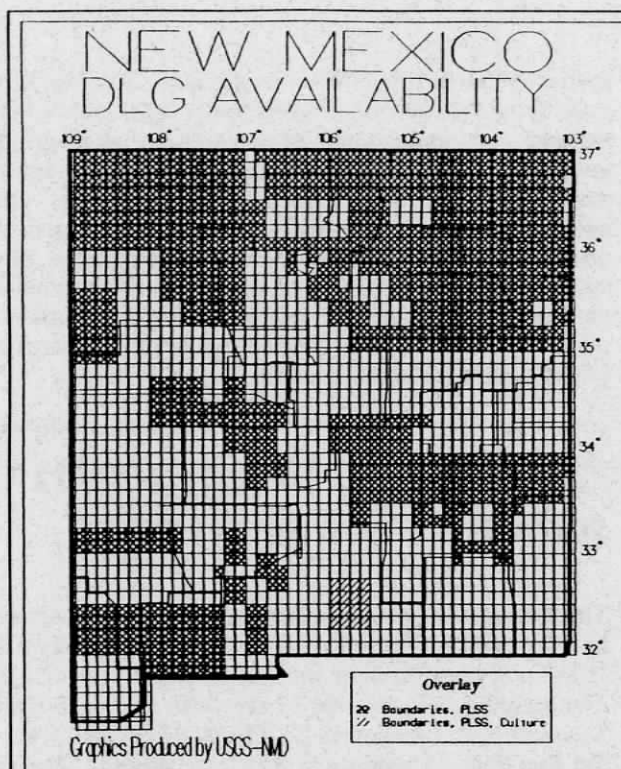 NEW MEXICO
DLG AVAILABILITY
109° 108° 107° 106° 105° 104° 103°
37°
36°
35°
34°
33°
32°
Overlay
Boundaries, PLSS
Boundaries, PLSS, Culture
Graphics Produced by USGS-NMD